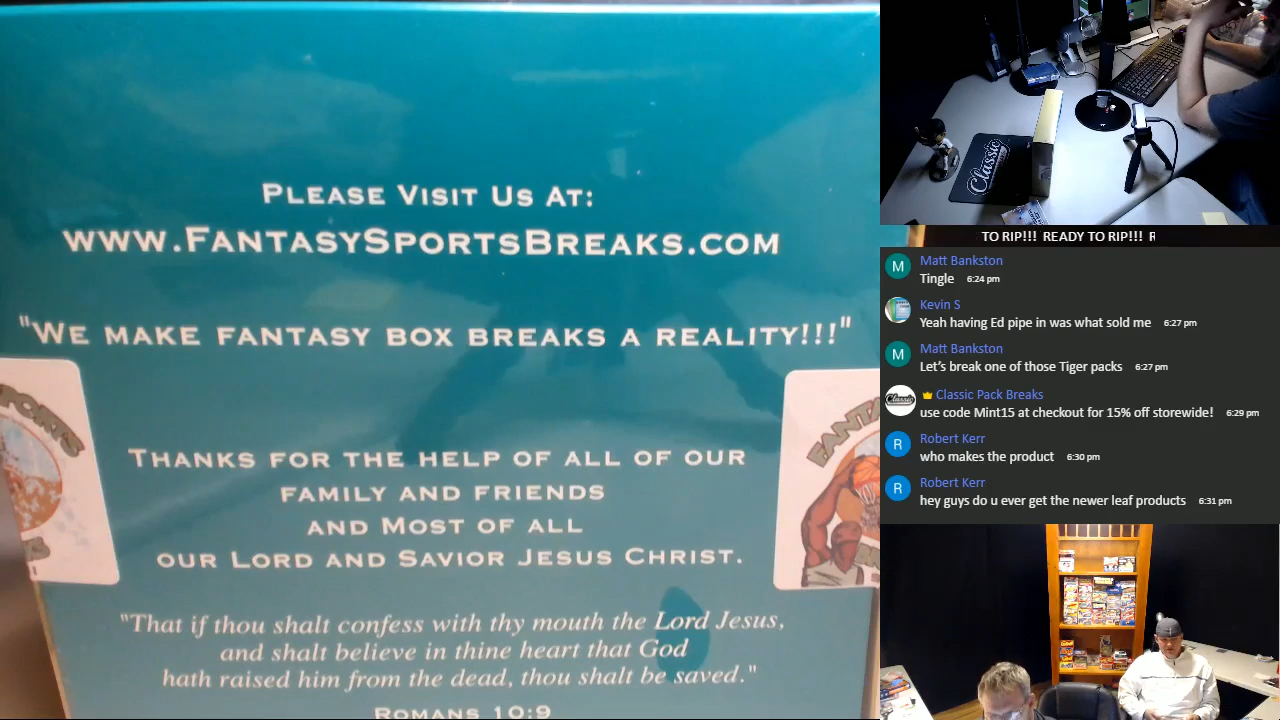 PLEASE VISIT US AT:
WWW.FANTASYSPORTSBREAKS.COM
"WE MAKE FANTASY BOX BREAKS A REALITY!!!"
THANKS FOR THE HELP OF ALL OF OUR
FAMILY AND FRIENDS
AND MOST OF ALL
OUR LORD AND SAVIOR JESUS CHRIST.
"That if thou shalt confess with thy mouth the Lord Jesus,
and shalt believe in thine heart that God
hath raised him from the dead, thou shalt be saved."
ROMANS 10:9
Classic
TO RIP!!! READY TO RIP!!! R
M
Matt Bankston
Tingle 6:24 pm
Kevin S
Yeah having Ed pipe in was what sold me 6:27 pm
M
Matt Bankston
Let's break one of those Tiger packs 6:27 pm
Classic
Classic Pack Breaks
use code Mint15 at checkout for 15% off storewide! 6:29 pm
R
Robert Kerr
who makes the product 6:30 pm
R
Robert Kerr
hey guys do u ever get the newer leaf products 6:31 pm